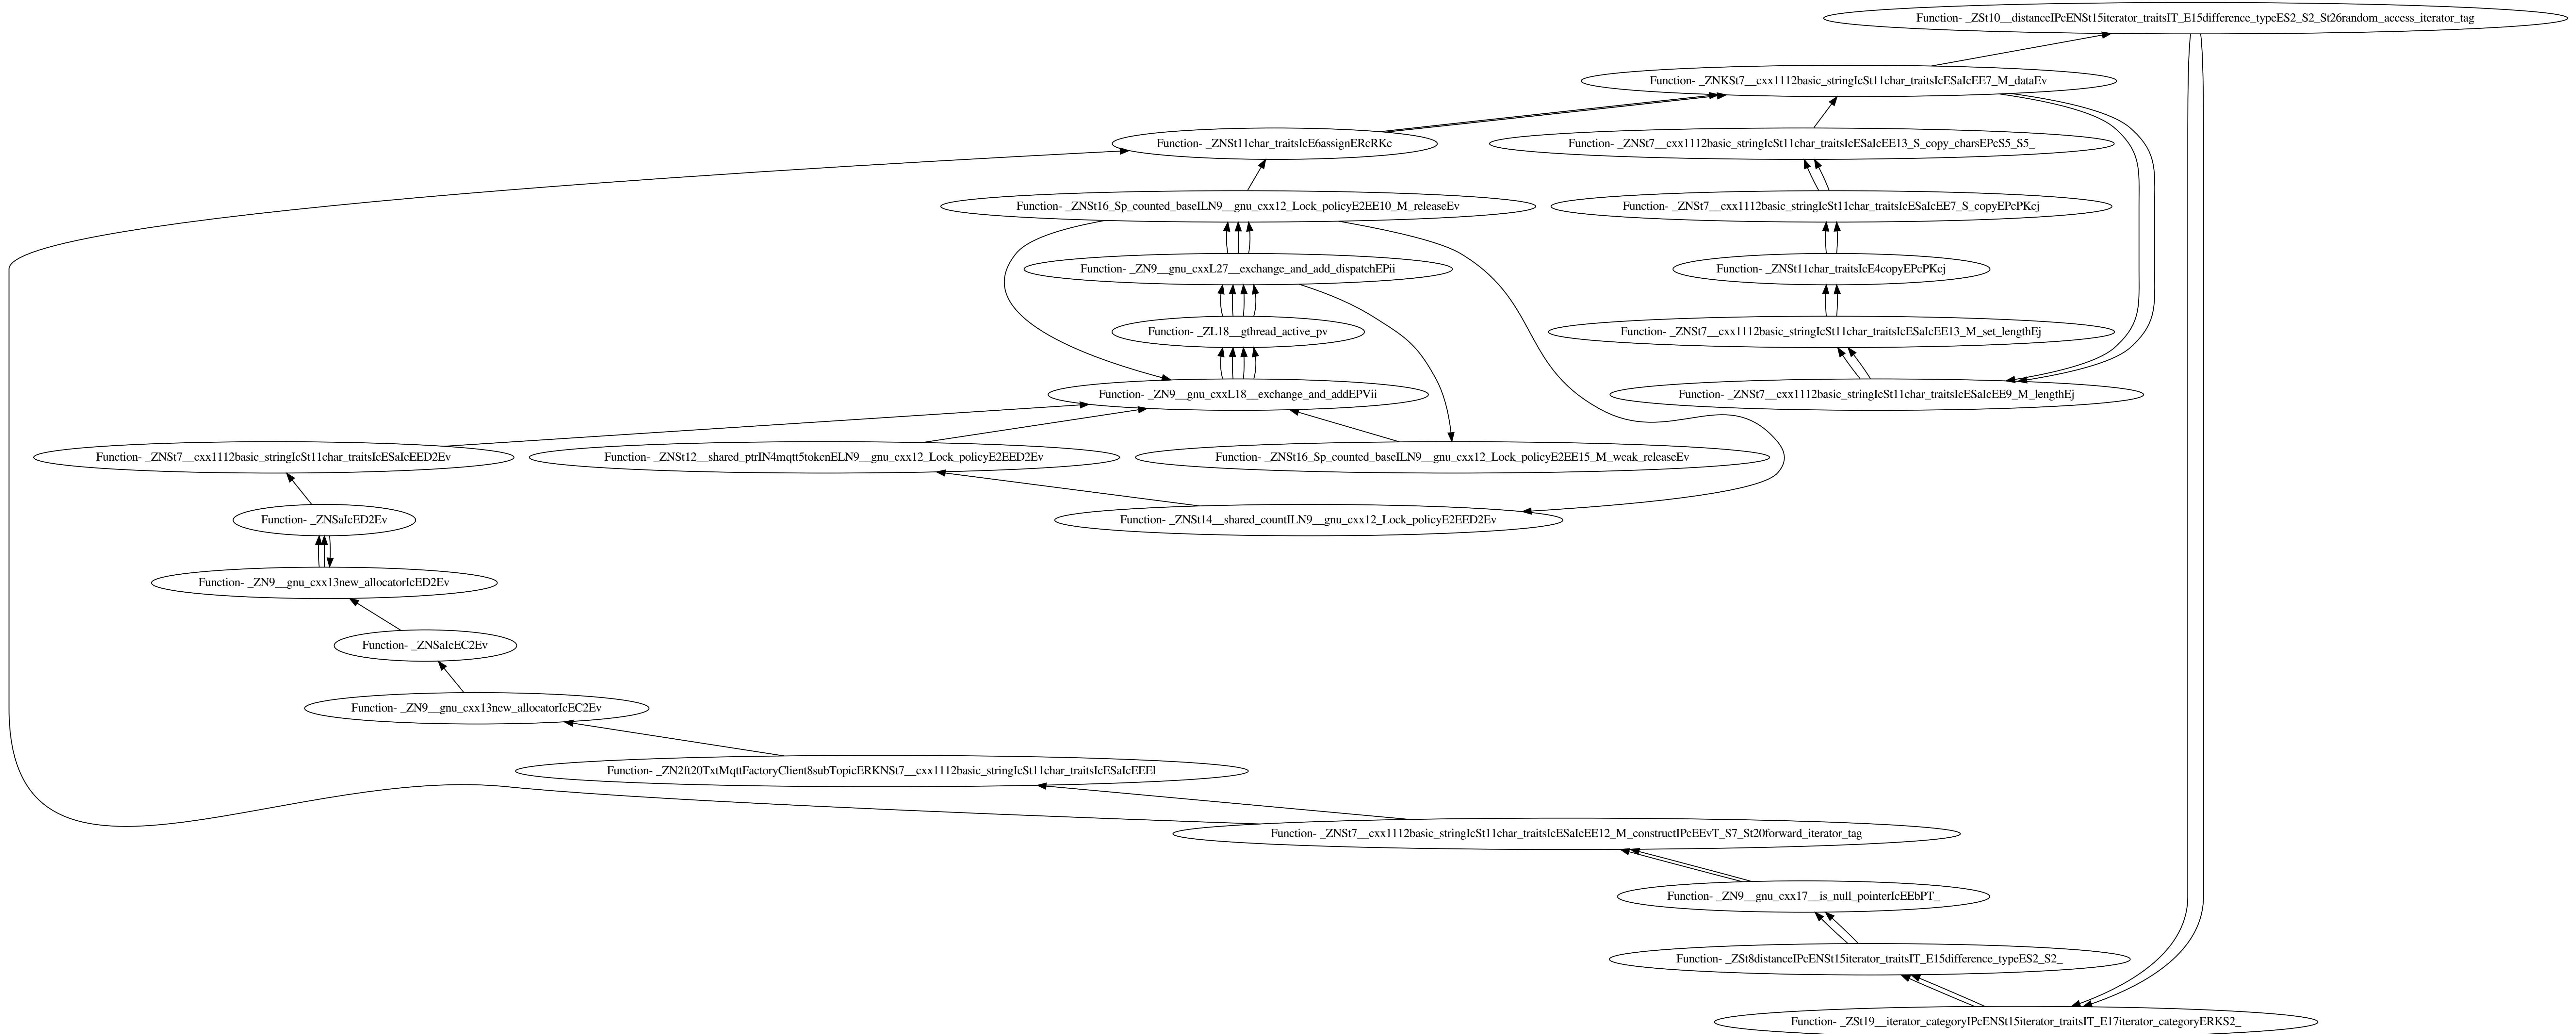 Function- _ZSt10__distanceIPcENSt15iterator_traitsIT_E15difference_typeES2_S2_St26random_access_iterator_tag
Function- _ZNKSt7__cxx1112basic_stringIcSt11char_traitsIcESaIcEE7_M_dataEv
Function- _ZNSt11char_traitsIcE6assignERcRKc
Function- _ZNSt7__cxx1112basic_stringIcSt11char_traitsIcESaIcEE13_S_copy_charsEPcS5_S5_
Function- _ZNSt16_Sp_counted_baseILN9__gnu_cxx12_Lock_policyE2EE10_M_releaseEv
Function- _ZNSt7__cxx1112basic_stringIcSt11char_traitsIcESaIcEE7_S_copyEPcPKcj
Function- _ZN9__gnu_cxxL27__exchange_and_add_dispatchEPii
Function- _ZNSt11char_traitsIcE4copyEPcPKcj
Function- _ZL18__gthread_active_pv
Function- _ZNSt7__cxx1112basic_stringIcSt11char_traitsIcESaIcEE13_M_set_lengthEj
Function- _ZN9__gnu_cxxL18__exchange_and_addEPVii
Function- _ZNSt7__cxx1112basic_stringIcSt11char_traitsIcESaIcEE9_M_lengthEj
Function- _ZNSt7__cxx1112basic_stringIcSt11char_traitsIcESaIcEED2Ev
Function- _ZNSt12__shared_ptrIN4mqtt5tokenELN9__gnu_cxx12_Lock_policyE2EED2Ev
Function- _ZNSt16_Sp_counted_baseILN9__gnu_cxx12_Lock_policyE2EE15_M_weak_releaseEv
Function- _ZNSaIcED2Ev
Function- _ZNSt14__shared_countILN9__gnu_cxx12_Lock_policyE2EED2Ev
Function- _ZN9__gnu_cxx13new_allocatorIcED2Ev
Function- _ZNSaIcEC2Ev
Function- _ZN9__gnu_cxx13new_allocatorIcEC2Ev
Function- _ZN2ft20TxtMqttFactoryClient8subTopicERKNSt7__cxx1112basic_stringIcSt11char_traitsIcESaIcEEEl
Function- _ZNSt7__cxx1112basic_stringIcSt11char_traitsIcESaIcEE12_M_constructIPcEEvT_S7_St20forward_iterator_tag
Function- _ZN9__gnu_cxx17__is_null_pointerIcEEbPT_
Function- _ZSt8distanceIPcENSt15iterator_traitsIT_E15difference_typeES2_S2_
Function- _ZSt19__iterator_categoryIPcENSt15iterator_traitsIT_E17iterator_categoryERKS2_